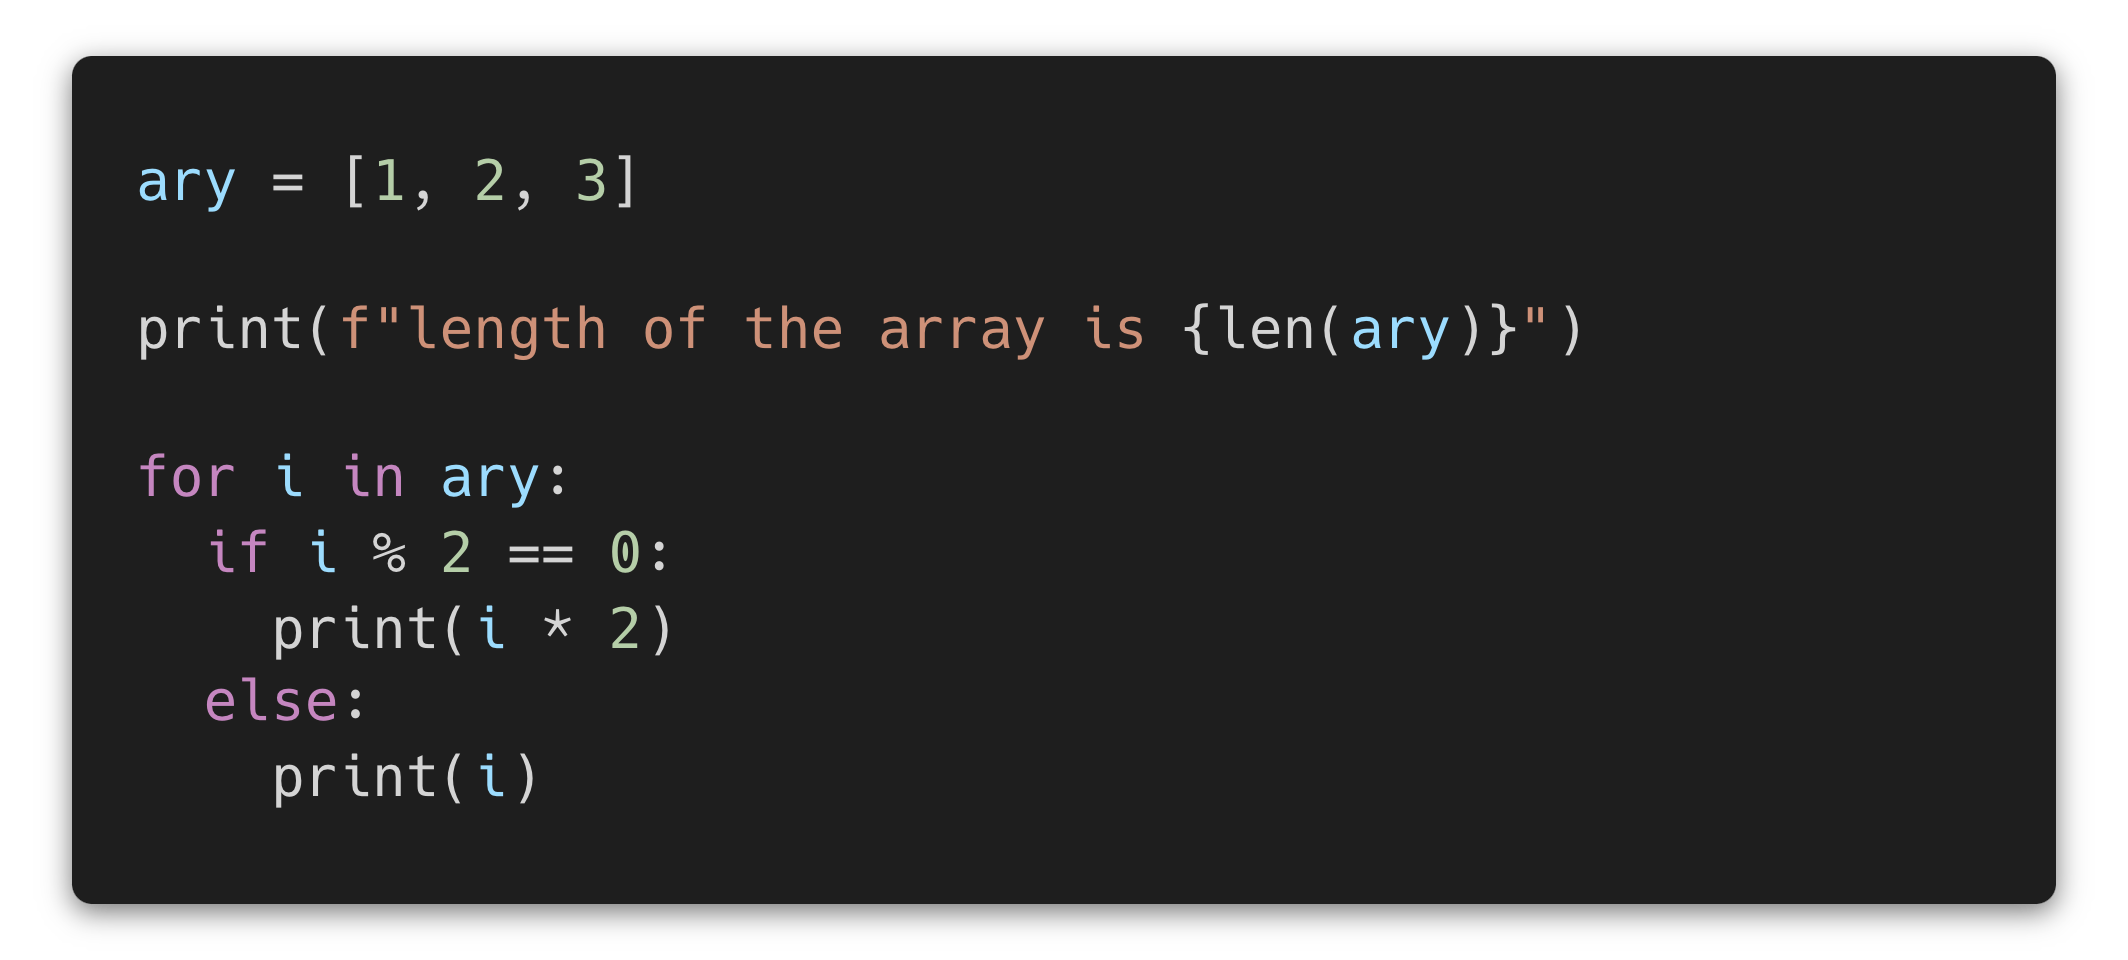 ary = [1, 2, 3]
print(f"length of the array is {len(ary)}")
for i in ary:
  if i % 2 == 0:
    print(i * 2)
  else:
    print(i)